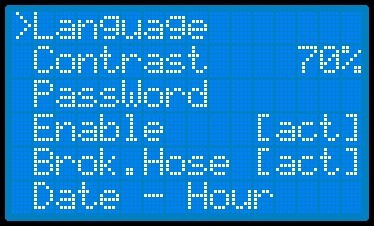 >Language
Contrast 70%
PassWord
Enable [act]
Brok.Hose [act]
Date - Hour